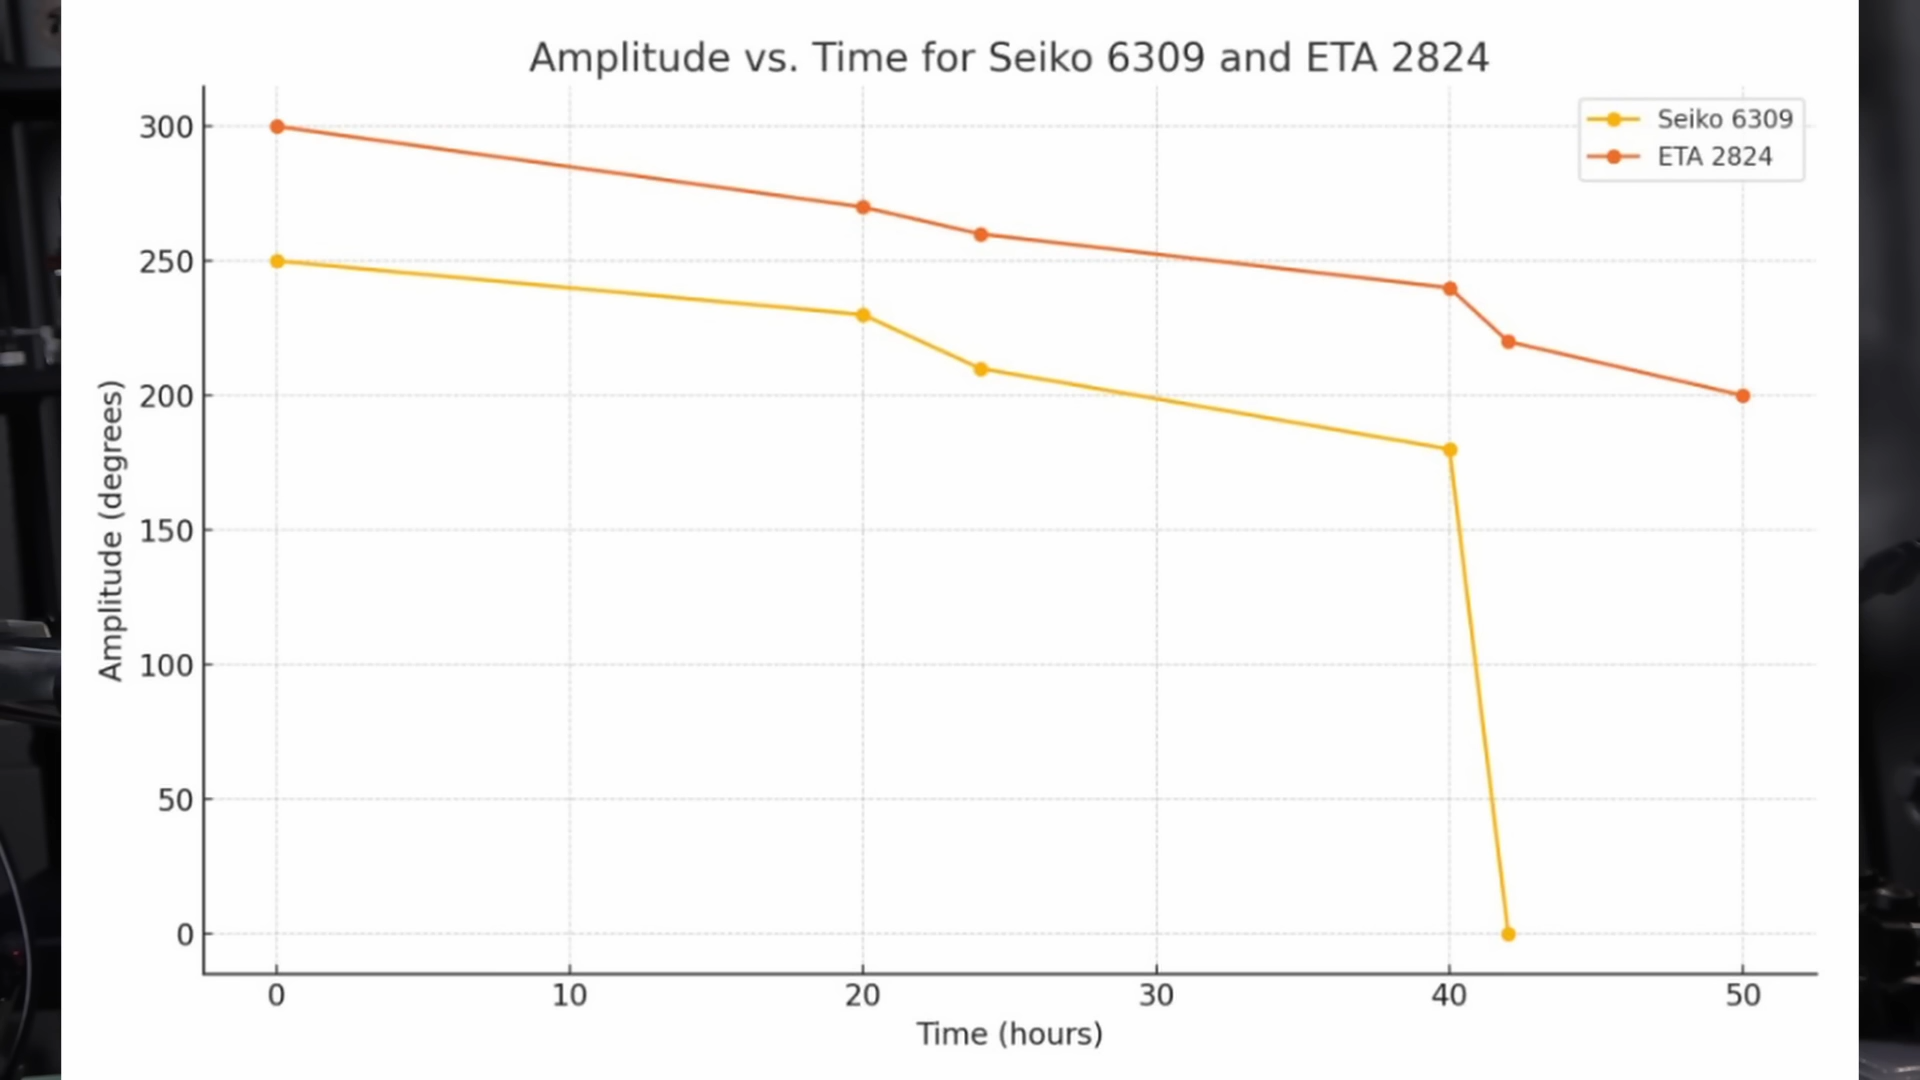 Amplitude vs. Time for Seiko 6309 and ETA 2824
Seiko 6309
ETA 2824
300
250
200
150
100
50
0
Amplitude (degrees)
0 10 20 30 40 50
Time (hours)